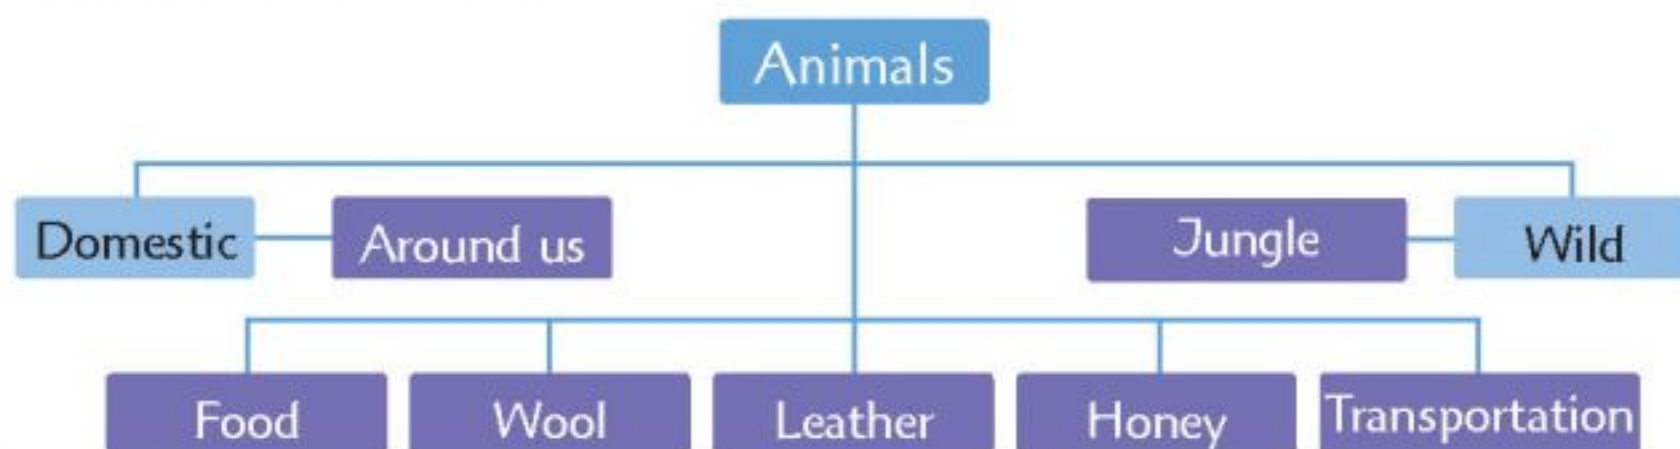 Animals
Domestic
Around us
Jungle
Wild
Food
Wool
Leather
Honey
Transportation